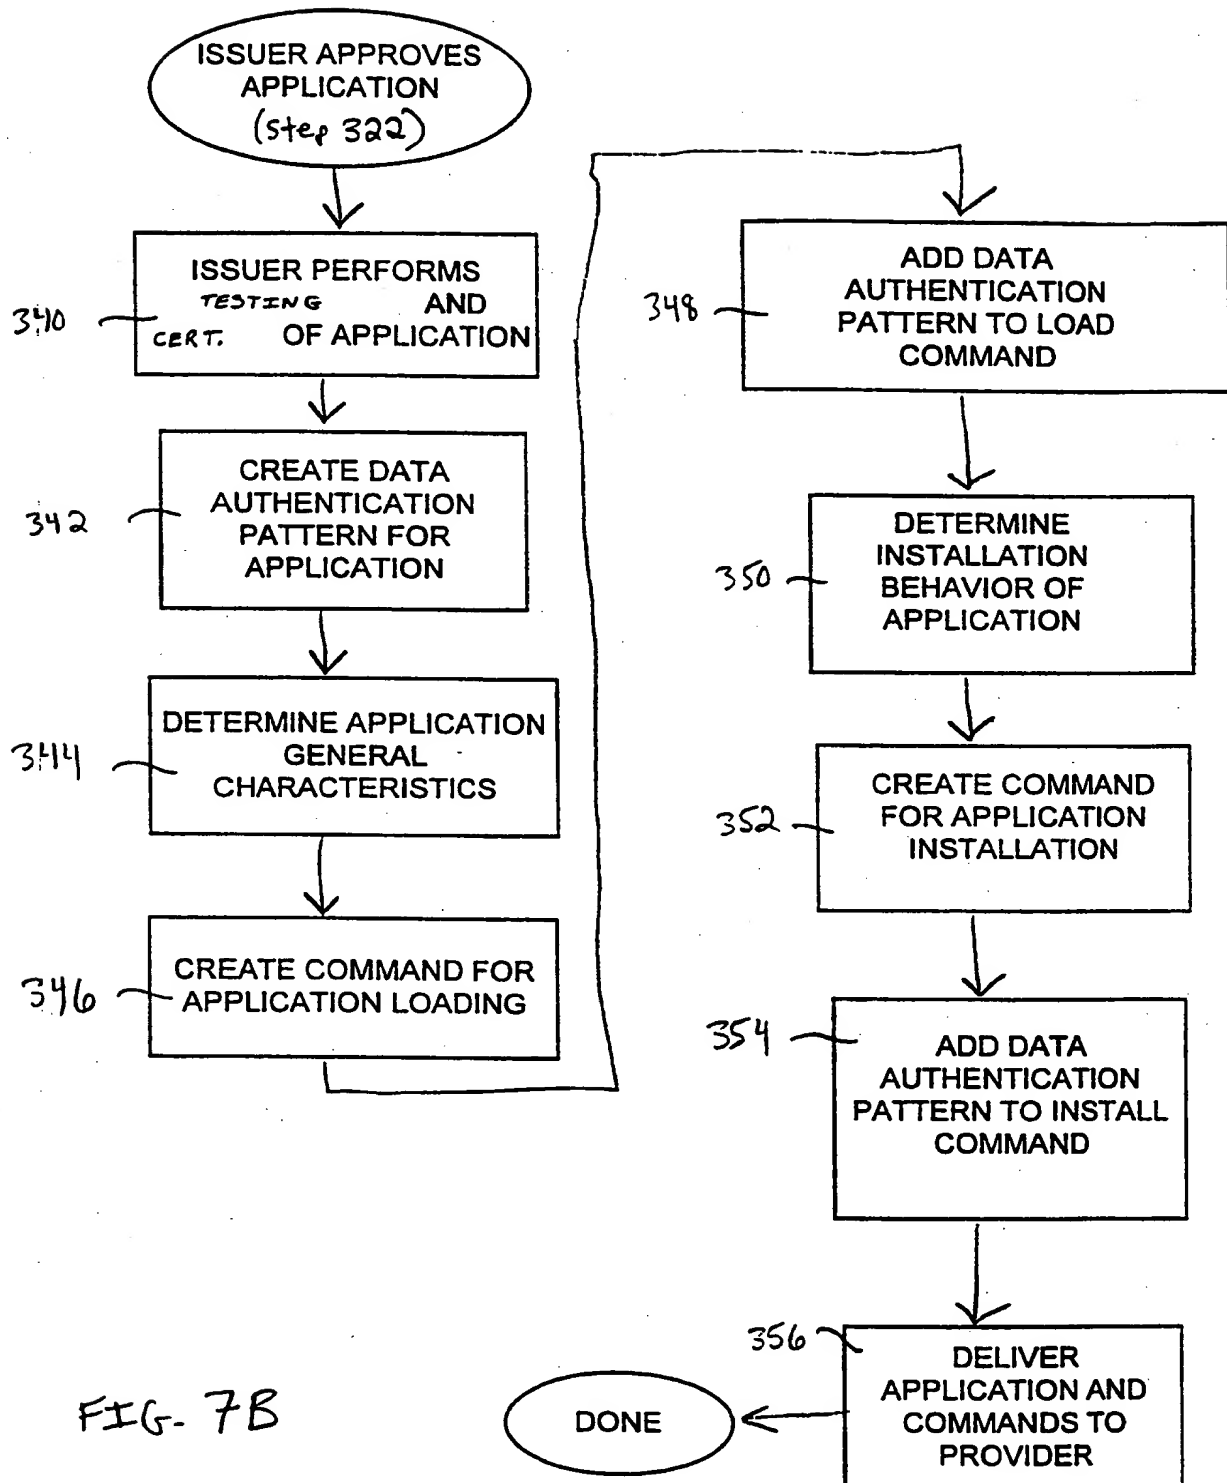 ISSUER APPROVES
APPLICATION
(step 322)
340
ISSUER PERFORMS
TESTING AND
CERT. OF APPLICATION
342
CREATE DATA
AUTHENTICATION
PATTERN FOR
APPLICATION
344
DETERMINE APPLICATION
GENERAL
CHARACTERISTICS
346
CREATE COMMAND FOR
APPLICATION LOADING
348
ADD DATA
AUTHENTICATION
PATTERN TO LOAD
COMMAND
350
DETERMINE
INSTALLATION
BEHAVIOR OF
APPLICATION
352
CREATE COMMAND
FOR APPLICATION
INSTALLATION
354
ADD DATA
AUTHENTICATION
PATTERN TO INSTALL
COMMAND
356
DELIVER
APPLICATION AND
COMMANDS TO
PROVIDER
DONE
FIG. 7B